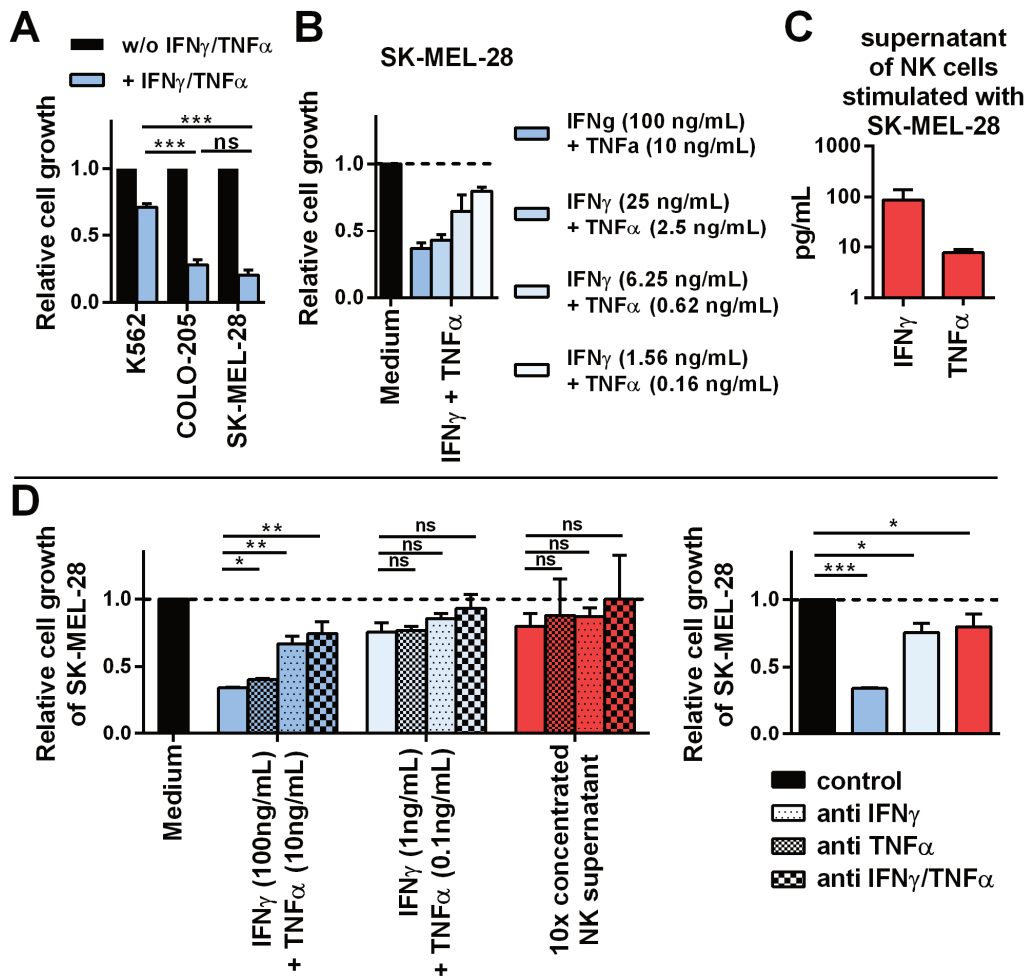 A
w/o IFNγ/TNFα
+ IFNγ/TNFα
Relative cell growth
***
***
ns
1.0
0.5
0.0
K562
COLO-205
SK-MEL-28
B
SK-MEL-28
Relative cell growth
1.0
0.5
0.0
Medium
IFNγ + TNFα
IFNg (100 ng/mL)
+ TNFa (10 ng/mL)
IFNγ (25 ng/mL)
+ TNFα (2.5 ng/mL)
IFNγ (6.25 ng/mL)
+ TNFα (0.62 ng/mL)
IFNγ (1.56 ng/mL)
+ TNFα (0.16 ng/mL)
C
supernatant
of NK cells
stimulated with
SK-MEL-28
pg/mL
1000
100
10
1
IFNγ
TNFα
D
Relative cell growth
of SK-MEL-28
1.0
0.5
0.0
**
**
*
ns
ns
ns
ns
ns
ns
Medium
IFNγ (100ng/mL)
+ TNFα (10ng/mL)
IFNγ (1ng/mL)
+ TNFα (0.1ng/mL)
10x concentrated
NK supernatant
Relative cell growth
of SK-MEL-28
*
*
***
1.0
0.5
0.0
control
anti IFNγ
anti TNFα
anti IFNγ/TNFα